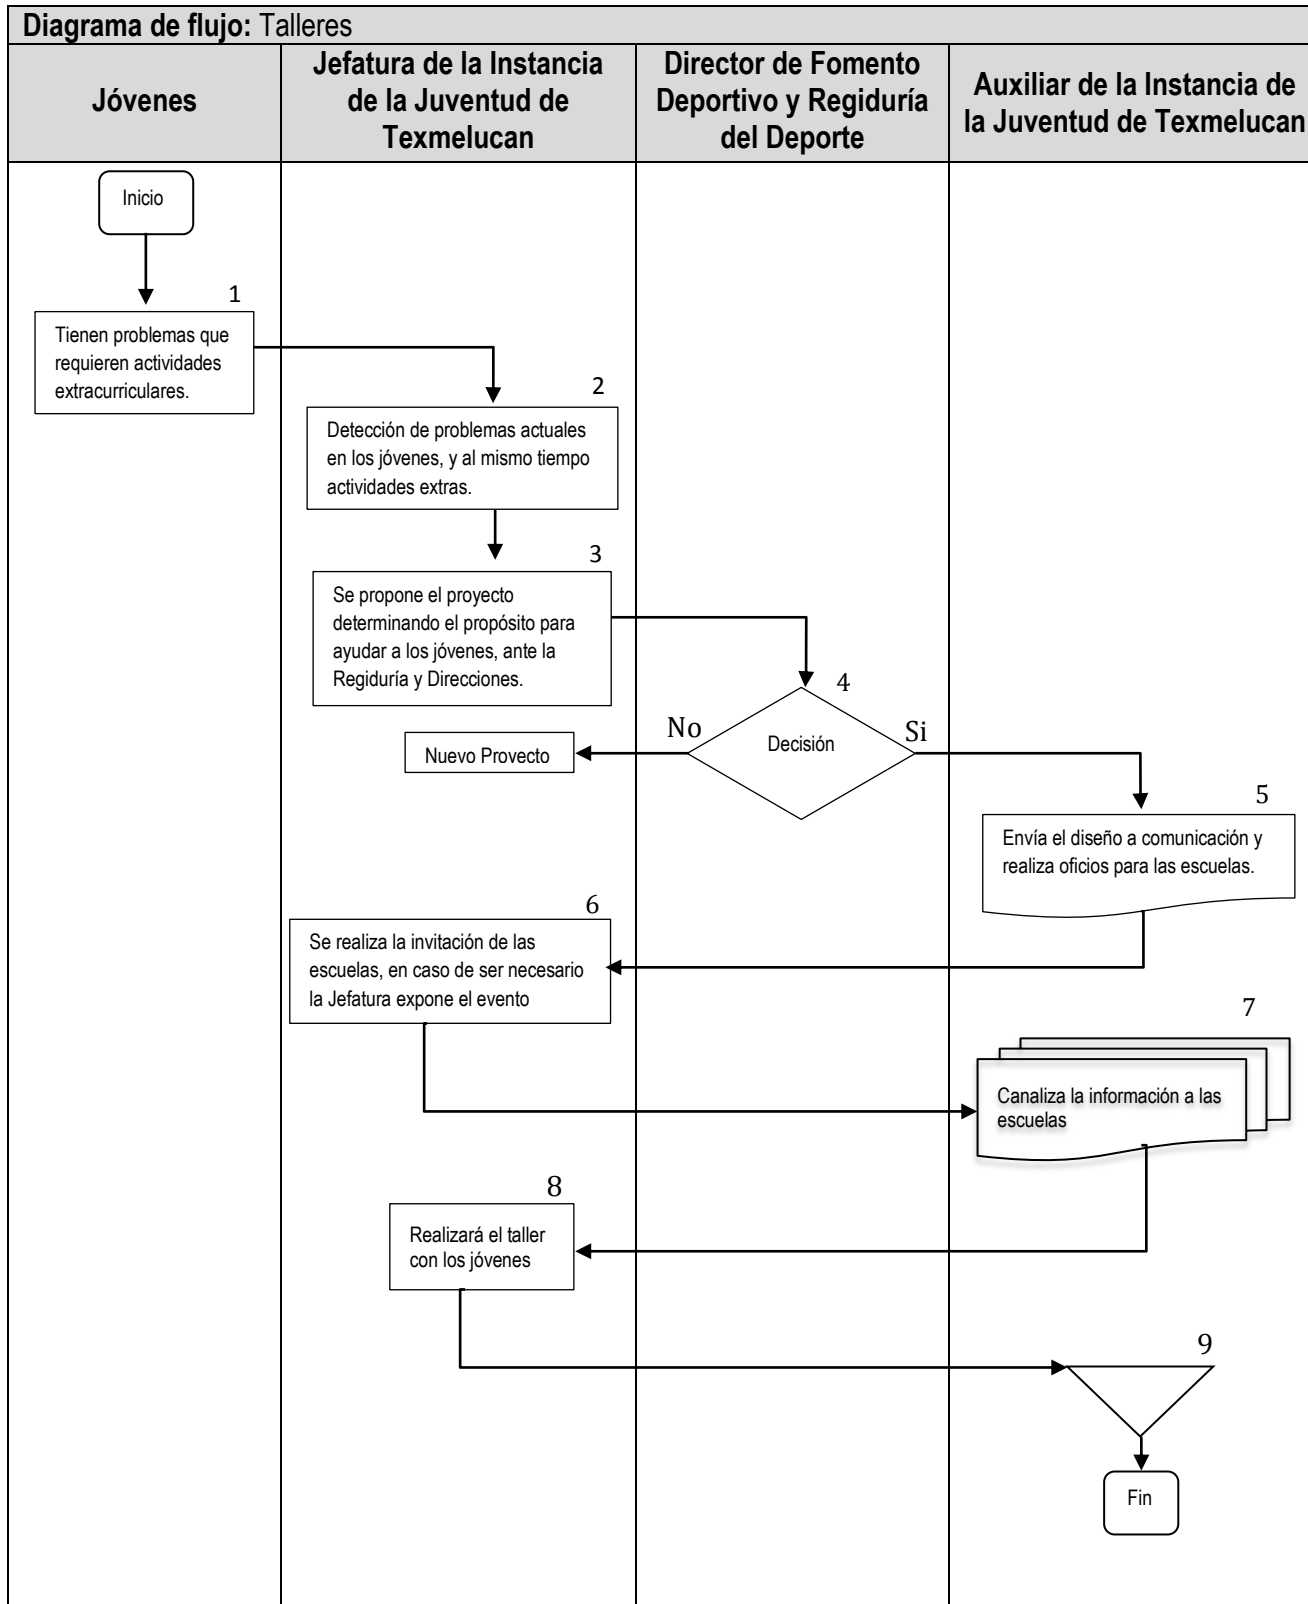 Diagrama de flujo: Talleres
Jóvenes
Jefatura de la Instancia
de la Juventud de
Texmelucan
Director de Fomento
Deportivo y Regiduría
del Deporte
Auxiliar de la Instancia de
la Juventud de Texmelucan
Inicio
1
Tienen problemas que
requieren actividades
extracurriculares.
2
Detección de problemas actuales
en los jóvenes, y al mismo tiempo
actividades extras.
3
Se propone el proyecto
determinando el propósito para
ayudar a los jóvenes, ante la
Regiduría y Direcciones.
4
No
Decisión
Si
Nuevo Proyecto
5
Envía el diseño a comunicación y
realiza oficios para las escuelas.
6
Se realiza la invitación de las
escuelas, en caso de ser necesario
la Jefatura expone el evento
7
Canaliza la información a las
escuelas
8
Realizará el taller
con los jóvenes
9
Fin